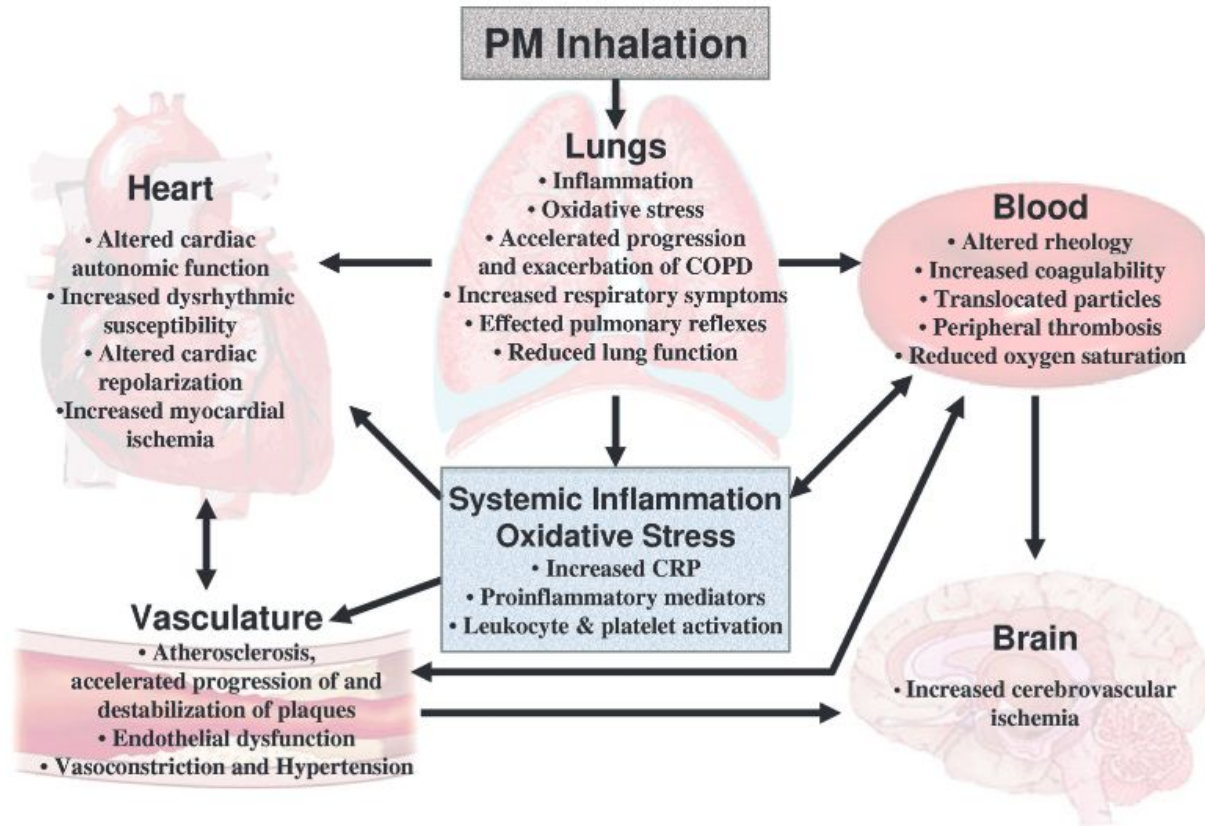 PM Inhalation
Lungs
• Inflammation
• Oxidative stress
• Accelerated progression
and exacerbation of COPD
• Increased respiratory symptoms
• Effected pulmonary reflexes
• Reduced lung function
Heart
• Altered cardiac
autonomic function
• Increased dysrhythmic
susceptibility
• Altered cardiac
repolarization
•Increased myocardial
ischemia
Blood
• Altered rheology
• Increased coagulability
• Translocated particles
• Peripheral thrombosis
• Reduced oxygen saturation
Systemic Inflammation
Oxidative Stress
• Increased CRP
• Proinflammatory mediators
• Leukocyte & platelet activation
Vasculature
• Atherosclerosis,
accelerated progression of and
destabilization of plaques
• Endothelial dysfunction
• Vasoconstriction and Hypertension
Brain
• Increased cerebrovascular
ischemia